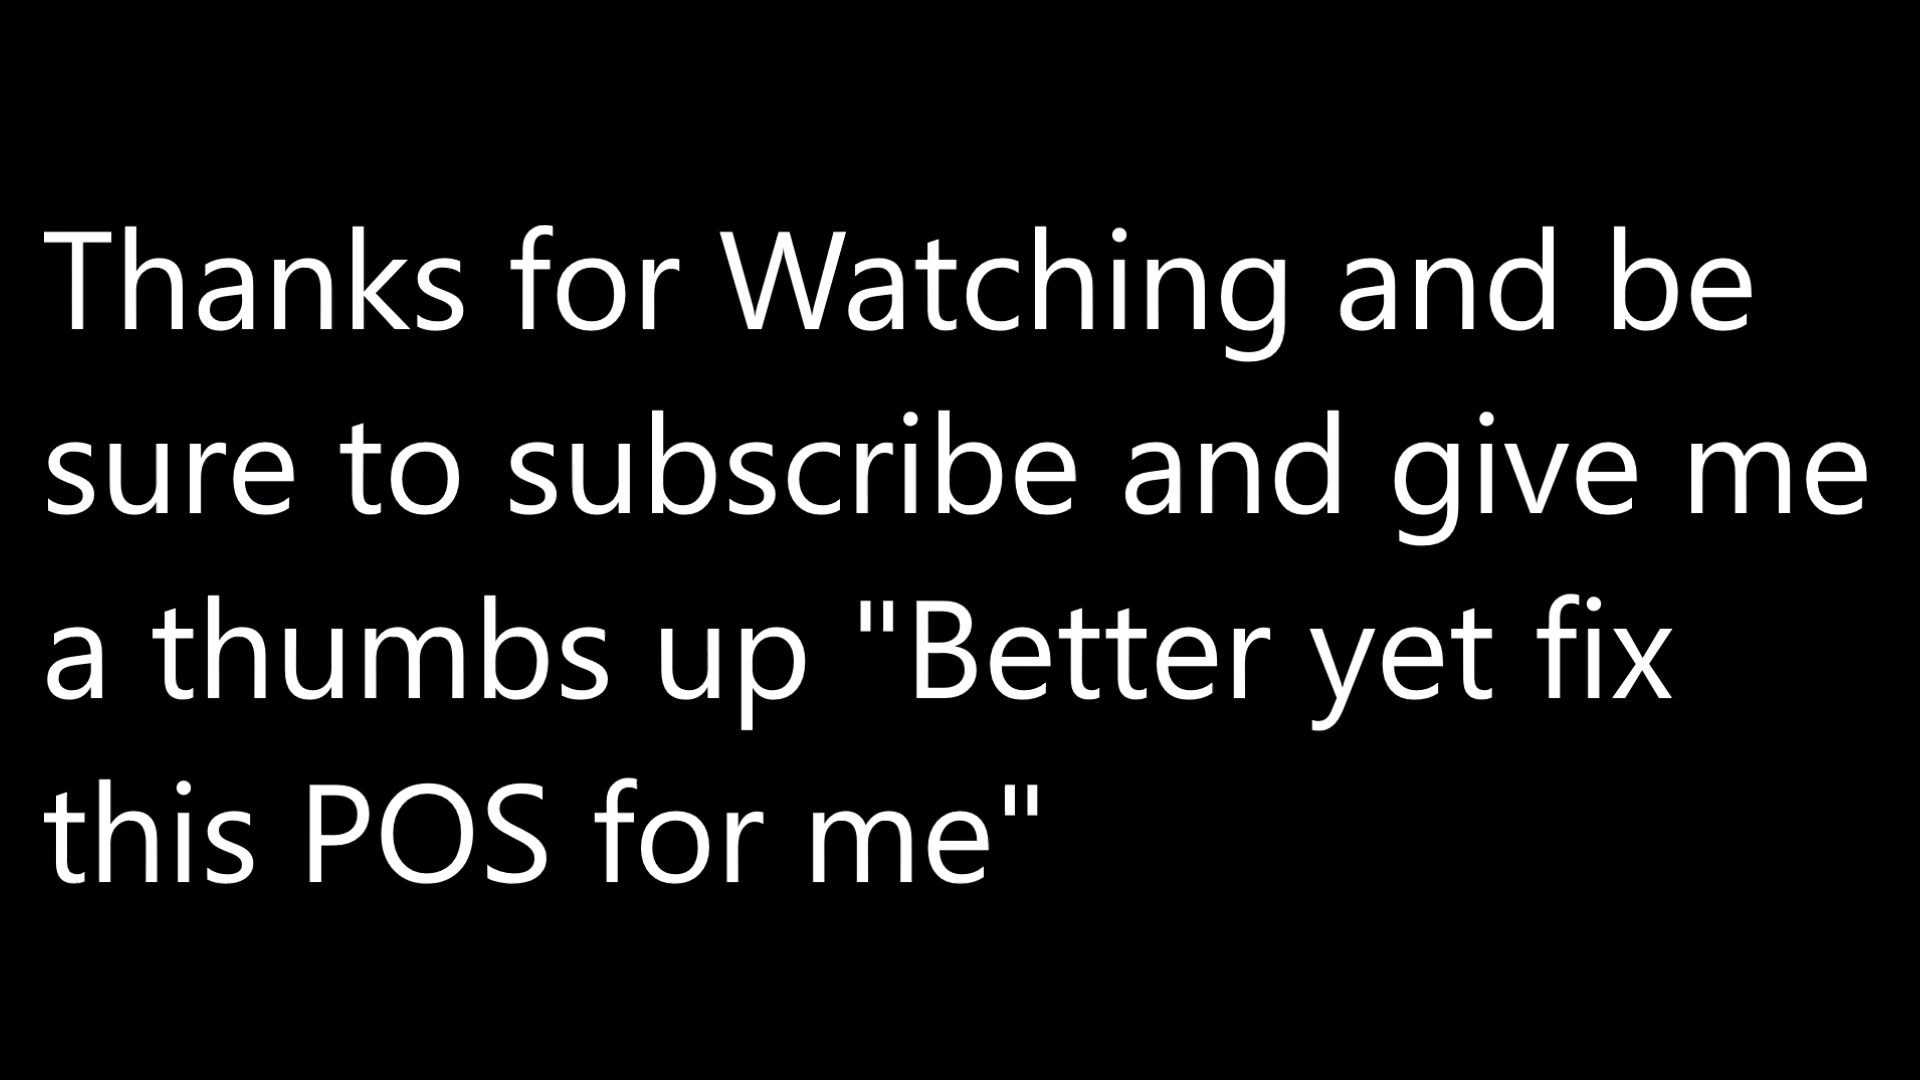 Thanks for Watching and be
sure to subscribe and give me
a thumbs up "Better yet fix
this POS for me"